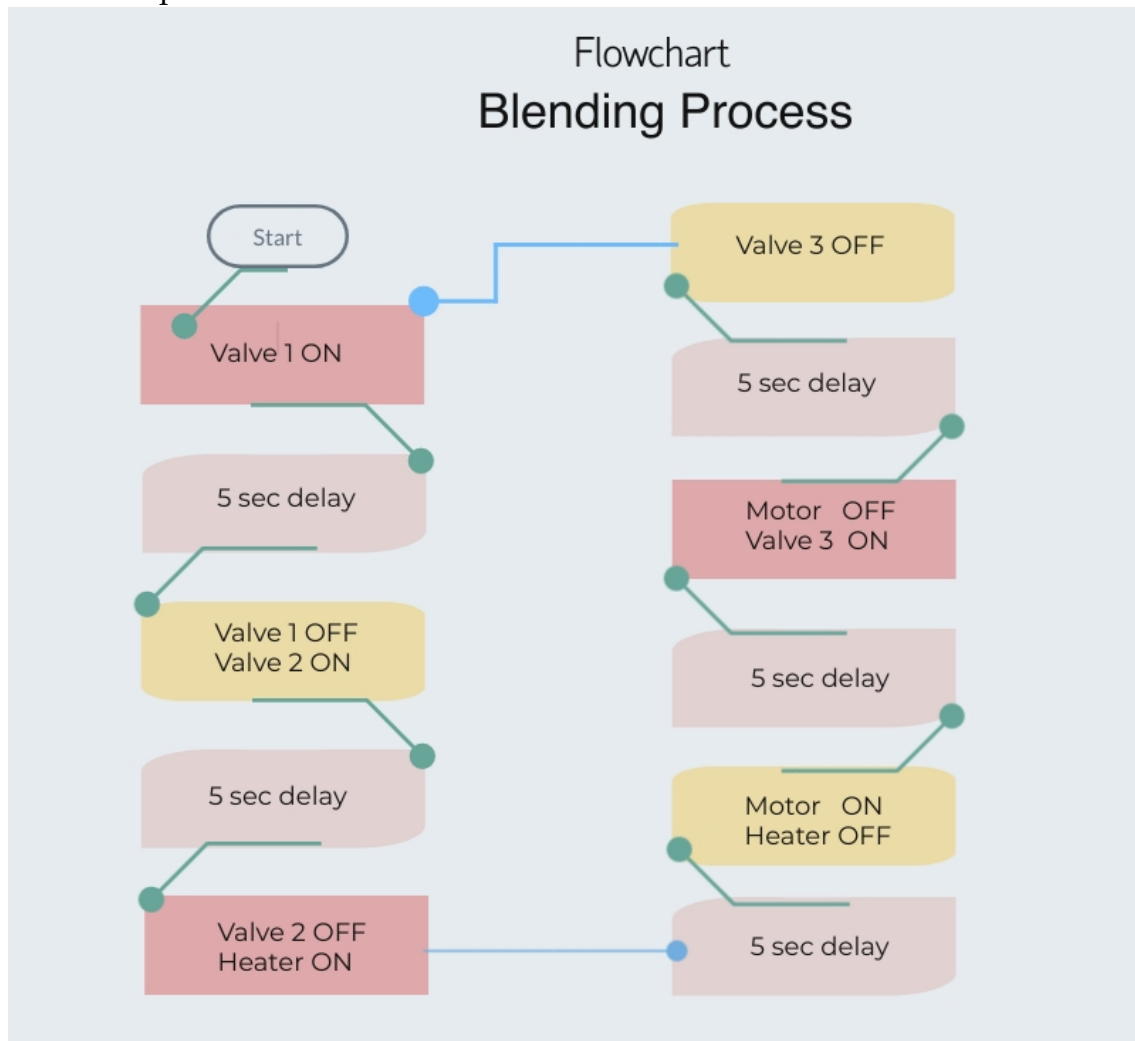 Flowchart
Blending Process
Start
Valve 1 ON
5 sec delay
Valve 1 OFF
Valve 2 ON
5 sec delay
Valve 2 OFF
Heater ON
Valve 3 OFF
5 sec delay
Motor OFF
Valve 3 ON
5 sec delay
Motor ON
Heater OFF
5 sec delay